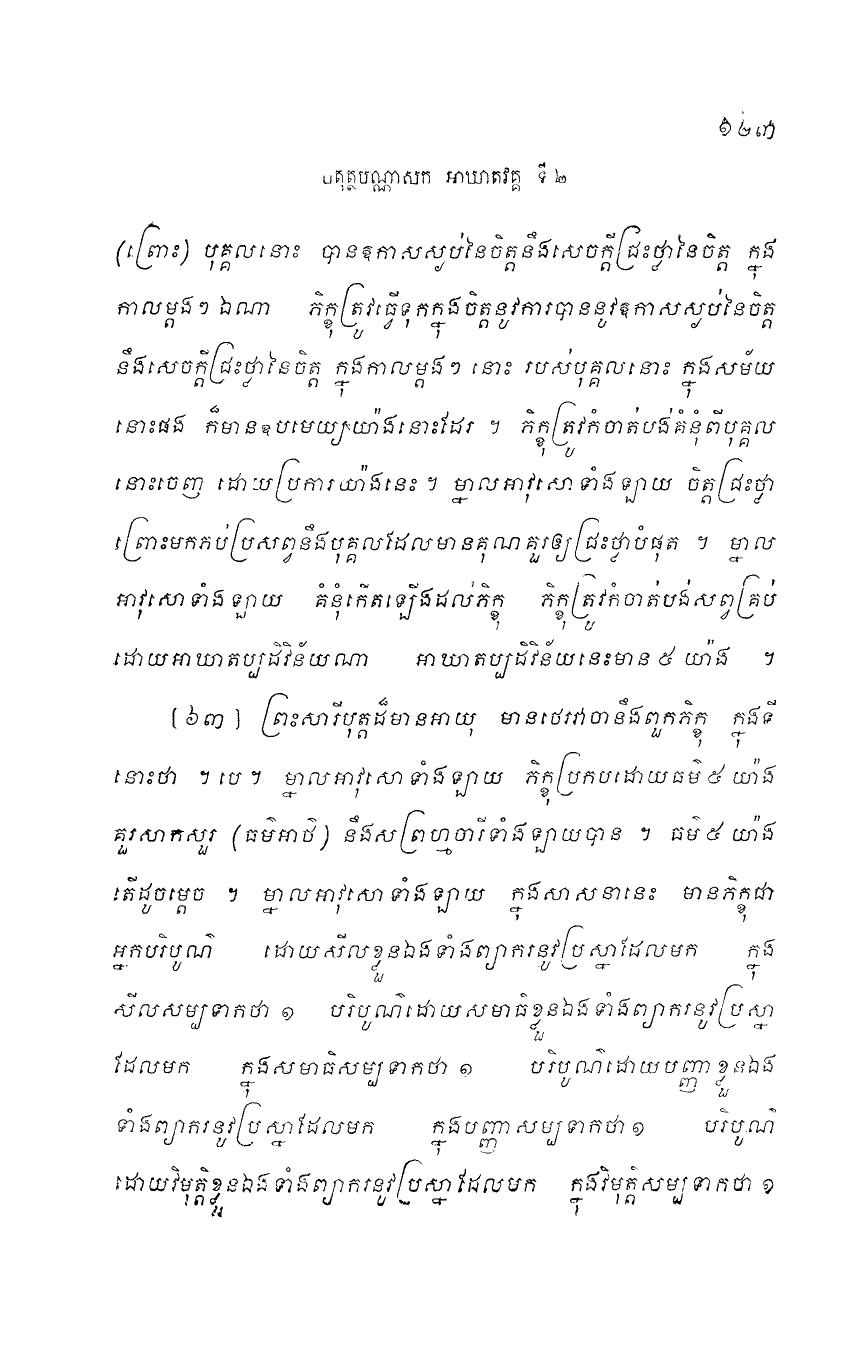 ១៤៣
ចតុត្ថបណ្ណាសក អាឃាតវគ្គ ទី ២
(ព្រោះ) បុគ្គលនោះ បានឱកាសស្ងប់នៃចិត្តនឹងសេចក្តីជ្រះថ្លានៃចិត្ត ក្នុង
កាលម្តងៗ ឯណា ភិក្ខុត្រូវធ្វើទុកក្នុងចិត្តនូវការបាននូវឱកាសស្ងប់នៃចិត្ត
នឹងសេចក្តីជ្រះថ្លានៃចិត្ត ក្នុងកាលម្តងៗ នោះ របស់បុគ្គលនោះ ក្នុងសម័យ
នោះផង ក៏មានឧបមេយ្យយ៉ាងនោះដែរ ។ ភិក្ខុត្រូវកំចាត់បង់គំនុំពីបុគ្គល
នោះចេញ ដោយប្រការយ៉ាងនេះ ។ ម្នាលអាវុសោទាំងឡាយ ចិត្តជ្រះថ្លា
ព្រោះមកភប់ប្រសព្វនឹងបុគ្គលដែលមានគុណគួរឲ្យជ្រះថ្លាបំផុត ។ ម្នាល
អាវុសោទាំងឡាយ គំនុំកើតឡើងដល់ភិក្ខុ ភិក្ខុត្រូវកំចាត់បង់សព្វគ្រប់
ដោយអាឃាតប្បដិវិន័យណា អាឃាតប្បដិវិន័យនេះមាន ៥ យ៉ាង ។
[៦៣] ព្រះសារីបុត្តដ៏មានអាយុ មានថេរវាចានឹងពួកភិក្ខុ ក្នុងទី
នោះថា ។ បេ ។ ម្នាលអាវុសោទាំងឡាយ ភិក្ខុប្រកបដោយធម៌ ៥ យ៉ាង
គួរសាកសួរ (ធម៌អាថ៌) នឹងសព្រហ្មចារីទាំងឡាយបាន ។ ធម៌ ៥ យ៉ាង
តើដូចម្តេច ។ ម្នាលអាវុសោទាំងឡាយ ក្នុងសាសនានេះ មានភិក្ខុជា
អ្នកបរិបូណ៌ ដោយសីលខ្លួនឯងទាំងព្យាករនូវប្រស្នាដែលមក ក្នុង
សីលសម្បទាកថា ១ បរិបូណ៌ដោយសមាធិខ្លួនឯងទាំងព្យាករនូវប្រស្នា
ដែលមក ក្នុងសមាធិសម្បទាកថា ១ បរិបូណ៌ដោយបញ្ញាខ្លួនឯង
ទាំងព្យាករនូវប្រស្នាដែលមក ក្នុងបញ្ញាសម្បទាកថា ១ បរិបូណ៌
ដោយវិមុត្តិខ្លួនឯងទាំងព្យាករនូវប្រស្នាដែលមក ក្នុងវិមុត្តិសម្បទាកថា ១